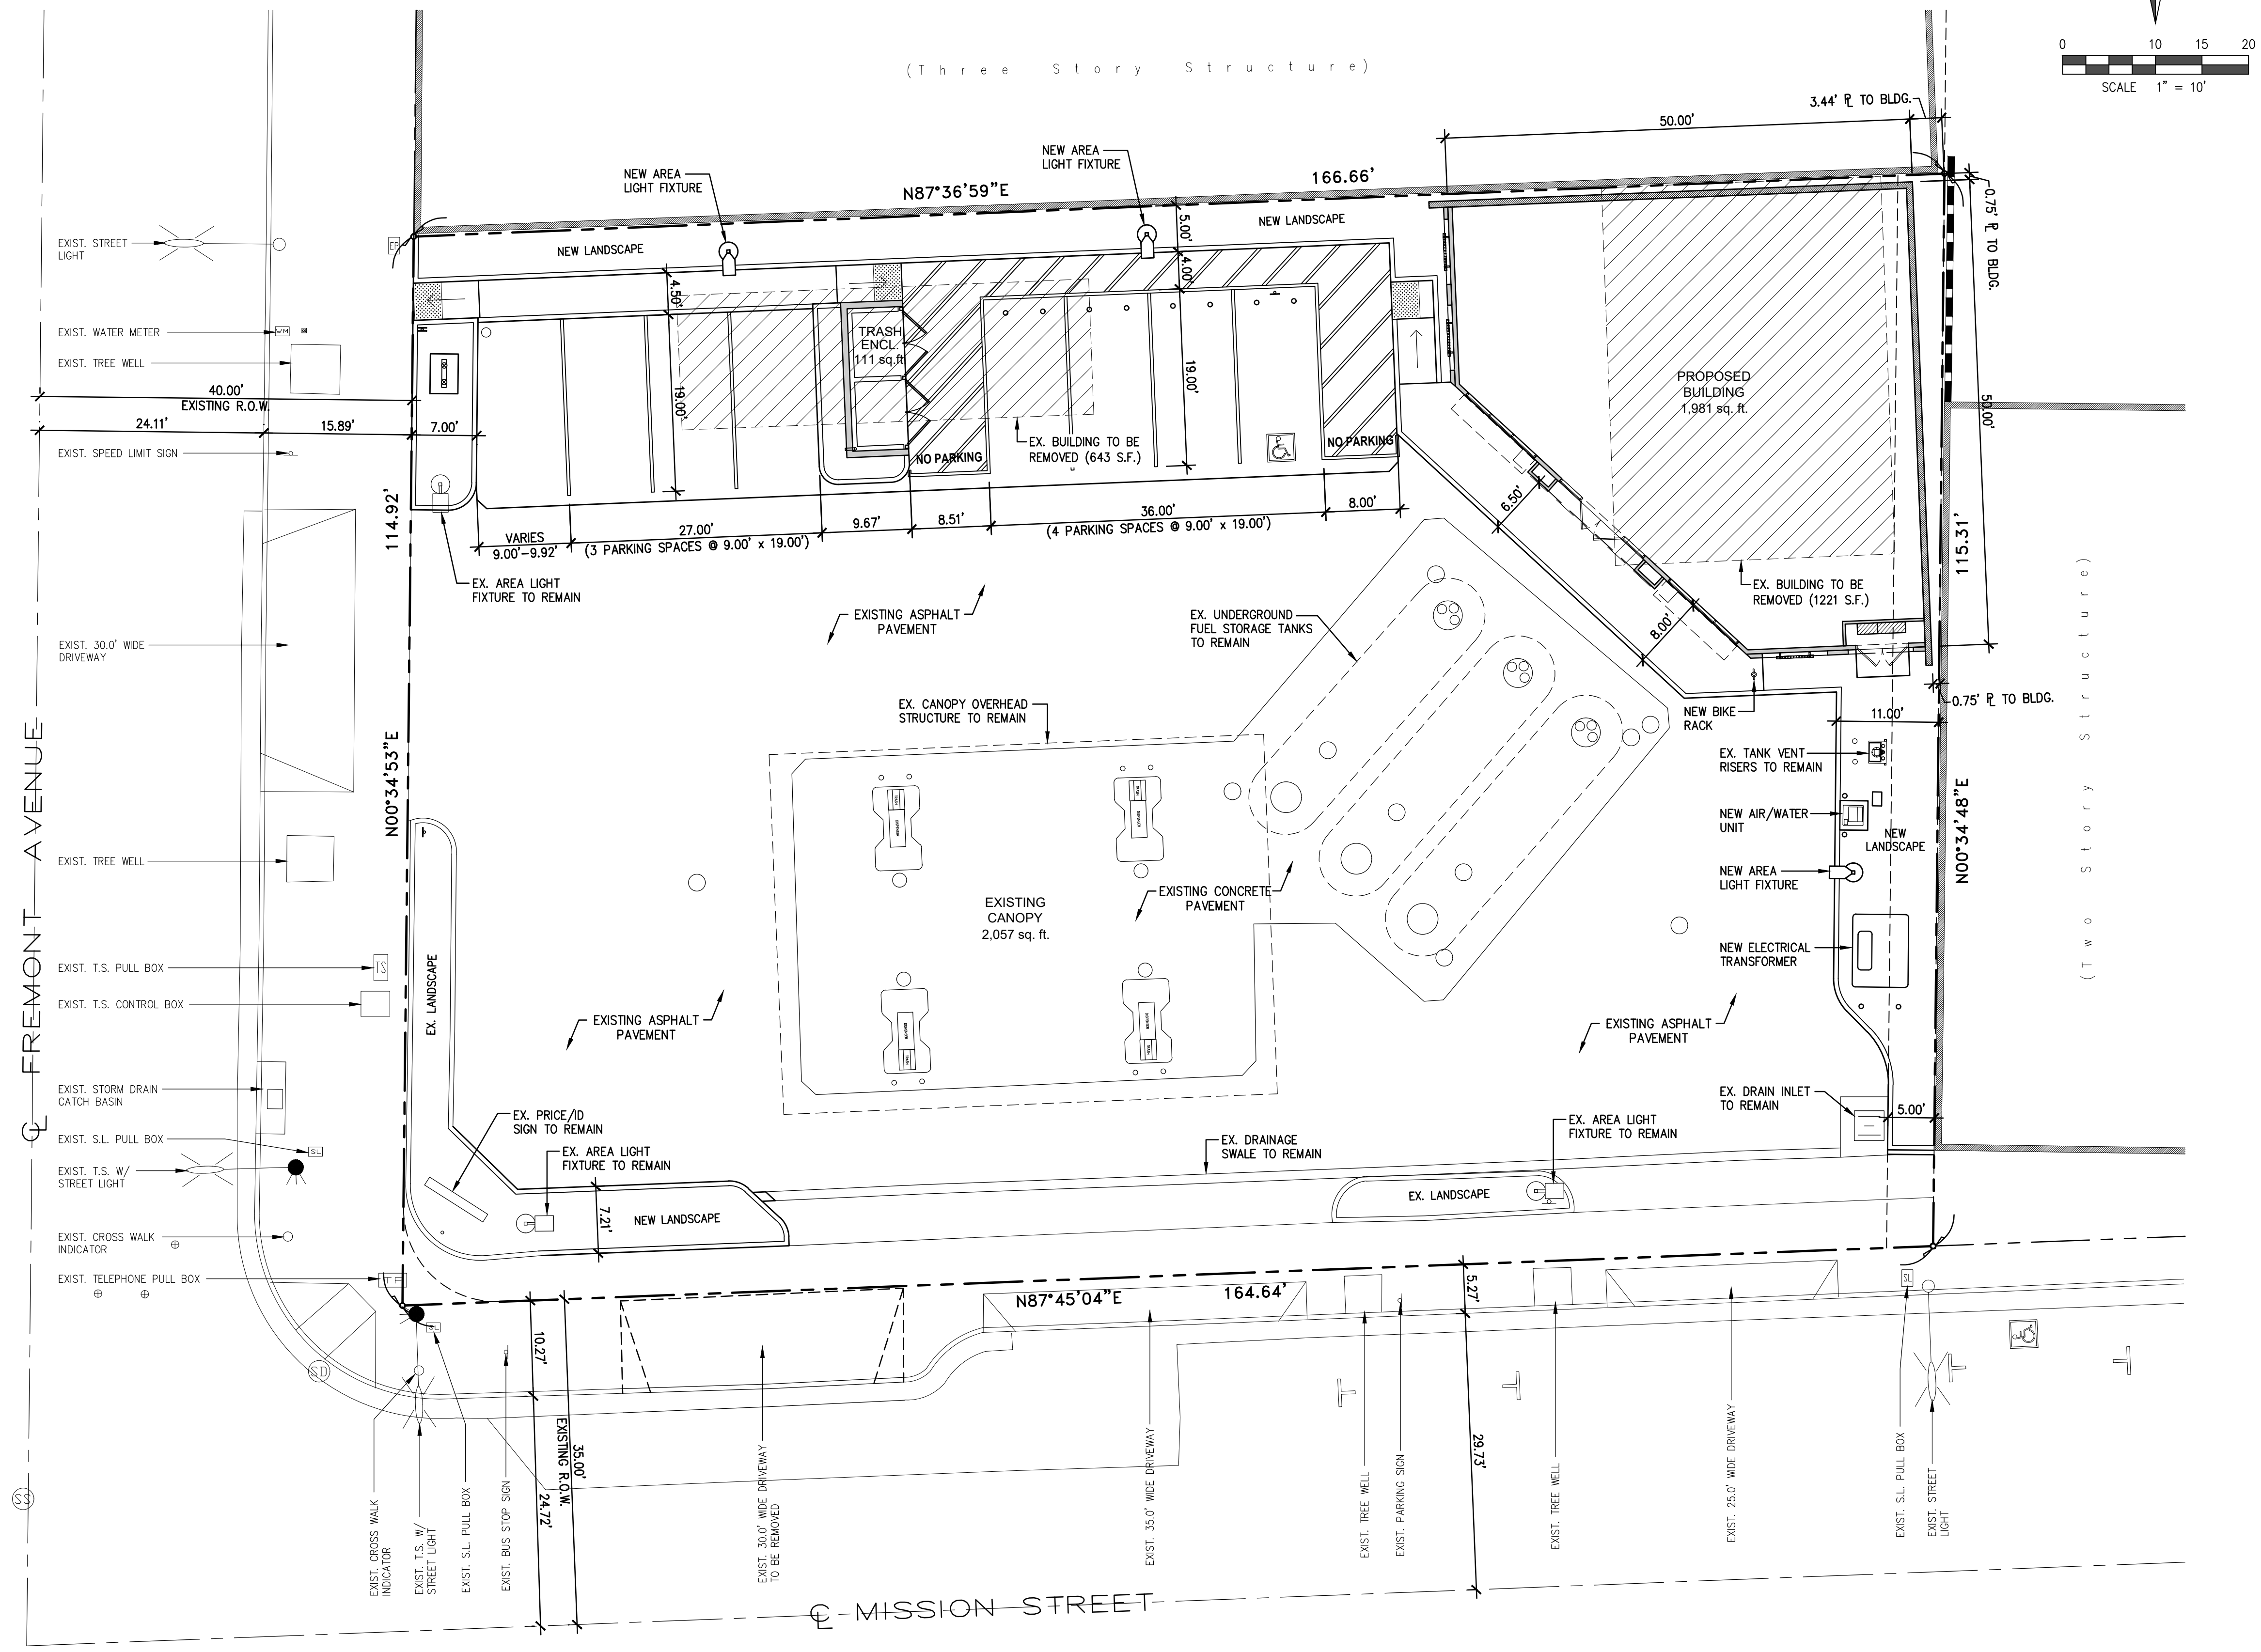 0 10 15 20
SCALE 1" = 10'
(Three Story Structure)
3.44' ⅊ TO BLDG.
50.00'
NEW AREA
LIGHT FIXTURE
NEW AREA
LIGHT FIXTURE
N87°36'59"E
166.66'
0.75' ⅊ TO BLDG.
NEW LANDSCAPE
NEW LANDSCAPE
5.00'
4.00'
4.50'
EXIST. STREET
LIGHT
EP
EXIST. WATER METER
WM
EXIST. TREE WELL
40.00'
EXISTING R.O.W.
24.11'
15.89'
7.00'
EXIST. SPEED LIMIT SIGN
TRASH
ENCL.
111 sq.ft
19.00'
19.00'
NO PARKING
EX. BUILDING TO BE
REMOVED (643 S.F.)
NO PARKING
PROPOSED
BUILDING
1,981 sq. ft.
50.00'
114.92'
VARIES
9.00'-9.92'
27.00'
(3 PARKING SPACES @ 9.00' x 19.00')
9.67'
8.51'
36.00'
(4 PARKING SPACES @ 9.00' x 19.00')
8.00'
6.50'
8.00'
115.31'
EX. AREA LIGHT
FIXTURE TO REMAIN
EX. BUILDING TO BE
REMOVED (1221 S.F.)
EXISTING ASPHALT
PAVEMENT
EX. UNDERGROUND
FUEL STORAGE TANKS
TO REMAIN
EXIST. 30.0' WIDE
DRIVEWAY
(Two Story Structure)
EX. CANOPY OVERHEAD
STRUCTURE TO REMAIN
NEW BIKE
RACK
0.75' ⅊ TO BLDG.
11.00'
N00°34'53"E
EX. TANK VENT
RISERS TO REMAIN
N00°34'48"E
NEW AIR/WATER
UNIT
NEW
LANDSCAPE
NEW AREA
LIGHT FIXTURE
EXIST. TREE WELL
TRASH
DISPENSER
TRASH
DISPENSER
EXISTING
CANOPY
2,057 sq. ft.
EXISTING CONCRETE
PAVEMENT
NEW ELECTRICAL
TRANSFORMER
℄ FREMONT AVENUE
EXIST. T.S. PULL BOX
TS
EXIST. T.S. CONTROL BOX
EX. LANDSCAPE
EXISTING ASPHALT
PAVEMENT
DISPENSER
TRASH
DISPENSER
TRASH
EXISTING ASPHALT
PAVEMENT
EXIST. STORM DRAIN
CATCH BASIN
EX. DRAIN INLET
TO REMAIN
5.00'
EX. PRICE/ID
SIGN TO REMAIN
EX. AREA LIGHT
FIXTURE TO REMAIN
EX. DRAINAGE
SWALE TO REMAIN
EX. AREA LIGHT
FIXTURE TO REMAIN
EXIST. S.L. PULL BOX
SL
EXIST. T.S. W/
STREET LIGHT
7.21'
NEW LANDSCAPE
EX. LANDSCAPE
EXIST. CROSS WALK
INDICATOR
EXIST. TELEPHONE PULL BOX
N87°45'04"E
164.64'
5.27'
SL
SL
10.27'
SD
35.00'
EXISTING R.O.W.
24.72'
29.73'
SS
EXIST. CROSS WALK
INDICATOR
EXIST. T.S. W/
STREET LIGHT
EXIST. S.L. PULL BOX
EXIST. BUS STOP SIGN
EXIST. 30.0' WIDE DRIVEWAY
TO BE REMOVED
EXIST. 35.0' WIDE DRIVEWAY
EXIST. TREE WELL
EXIST. PARKING SIGN
EXIST. TREE WELL
EXIST. 25.0' WIDE DRIVEWAY
EXIST. S.L. PULL BOX
EXIST. STREET
LIGHT
℄ MISSION STREET